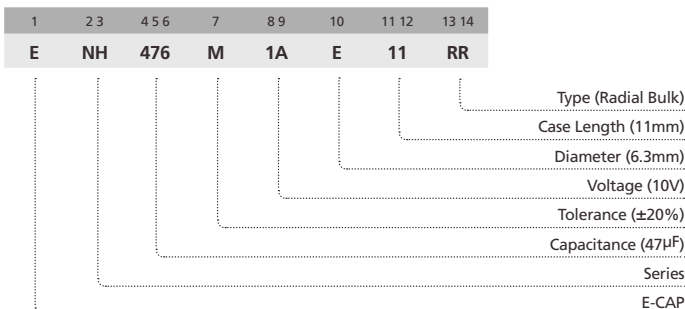 1 2 3 4 5 6 7 8 9 10 11 12 13 14
E NH 476 M 1A E 11 RR
Type (Radial Bulk)
Case Length (11mm)
Diameter (6.3mm)
Voltage (10V)
Tolerance (±20%)
Capacitance (47µF)
Series
E-CAP